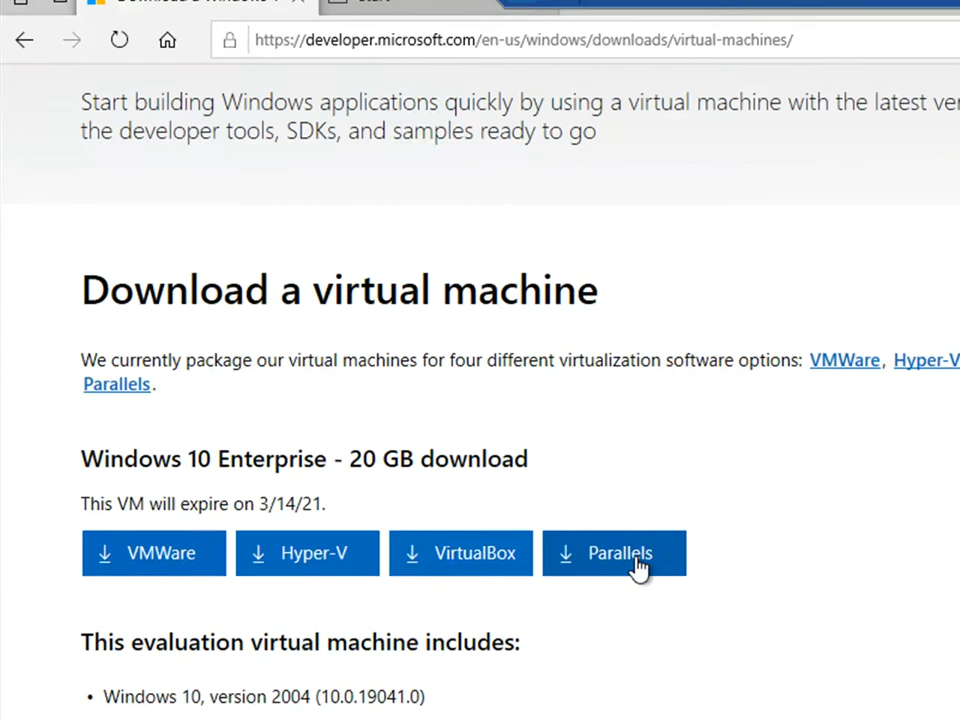 https://developer.microsoft.com/en-us/windows/downloads/virtual-machines/
Start building Windows applications quickly by using a virtual machine with the latest
the developer tools, SDKs, and samples ready to go
Download a virtual machine
We currently package our virtual machines for four different virtualization software options: VMWare, Hyper-V
Parallels.
Windows 10 Enterprise - 20 GB download
This VM will expire on 3/14/21.
VMWare
Hyper-V
VirtualBox
Parallels
This evaluation virtual machine includes:
• Windows 10, version 2004 (10.0.19041.0)